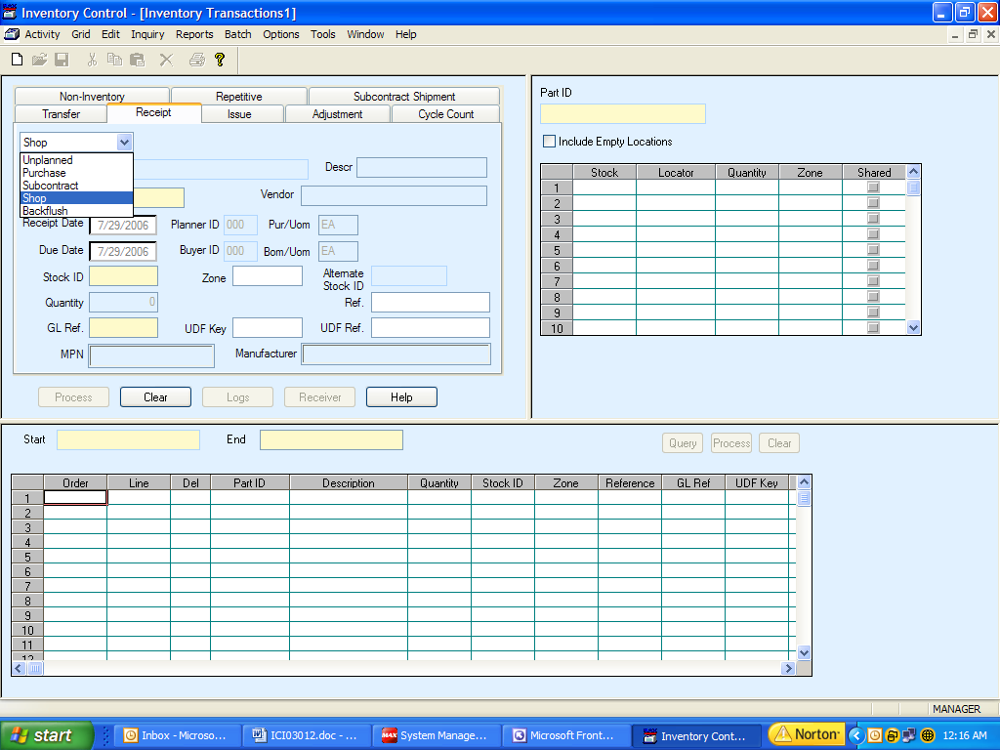 Inventory Control - [Inventory Transactions1]
Activity Grid Edit Inquiry Reports Batch Options Tools Window Help
Non-Inventory Repetitive Subcontract Shipment
Transfer Receipt Issue Adjustment Cycle Count
Shop
Unplanned
Purchase
Subcontract
Shop
Backflush
Descr
Vendor
Receipt Date 7/29/2006 Planner ID 000 Pur/Uom EA
Due Date 7/29/2006 Buyer ID 000 Bom/Uom EA
Stock ID Zone Alternate
Stock ID
Quantity 0 Ref.
GL Ref. UDF Key UDF Ref.
MPN Manufacturer
Process Clear Logs Receiver Help
Part ID
Include Empty Locations
Stock Locator Quantity Zone Shared
1
2
3
4
5
6
7
8
9
10
Start End Query Process Clear
Order Line Del Part ID Description Quantity Stock ID Zone Reference GL Ref UDF Key
1
2
3
4
5
6
7
8
9
10
11
12
MANAGER
start Inbox - Microso... ICI03012.doc - ... MAX System Manage... Microsoft Front... Inventory Cont... Norton 12:16 AM